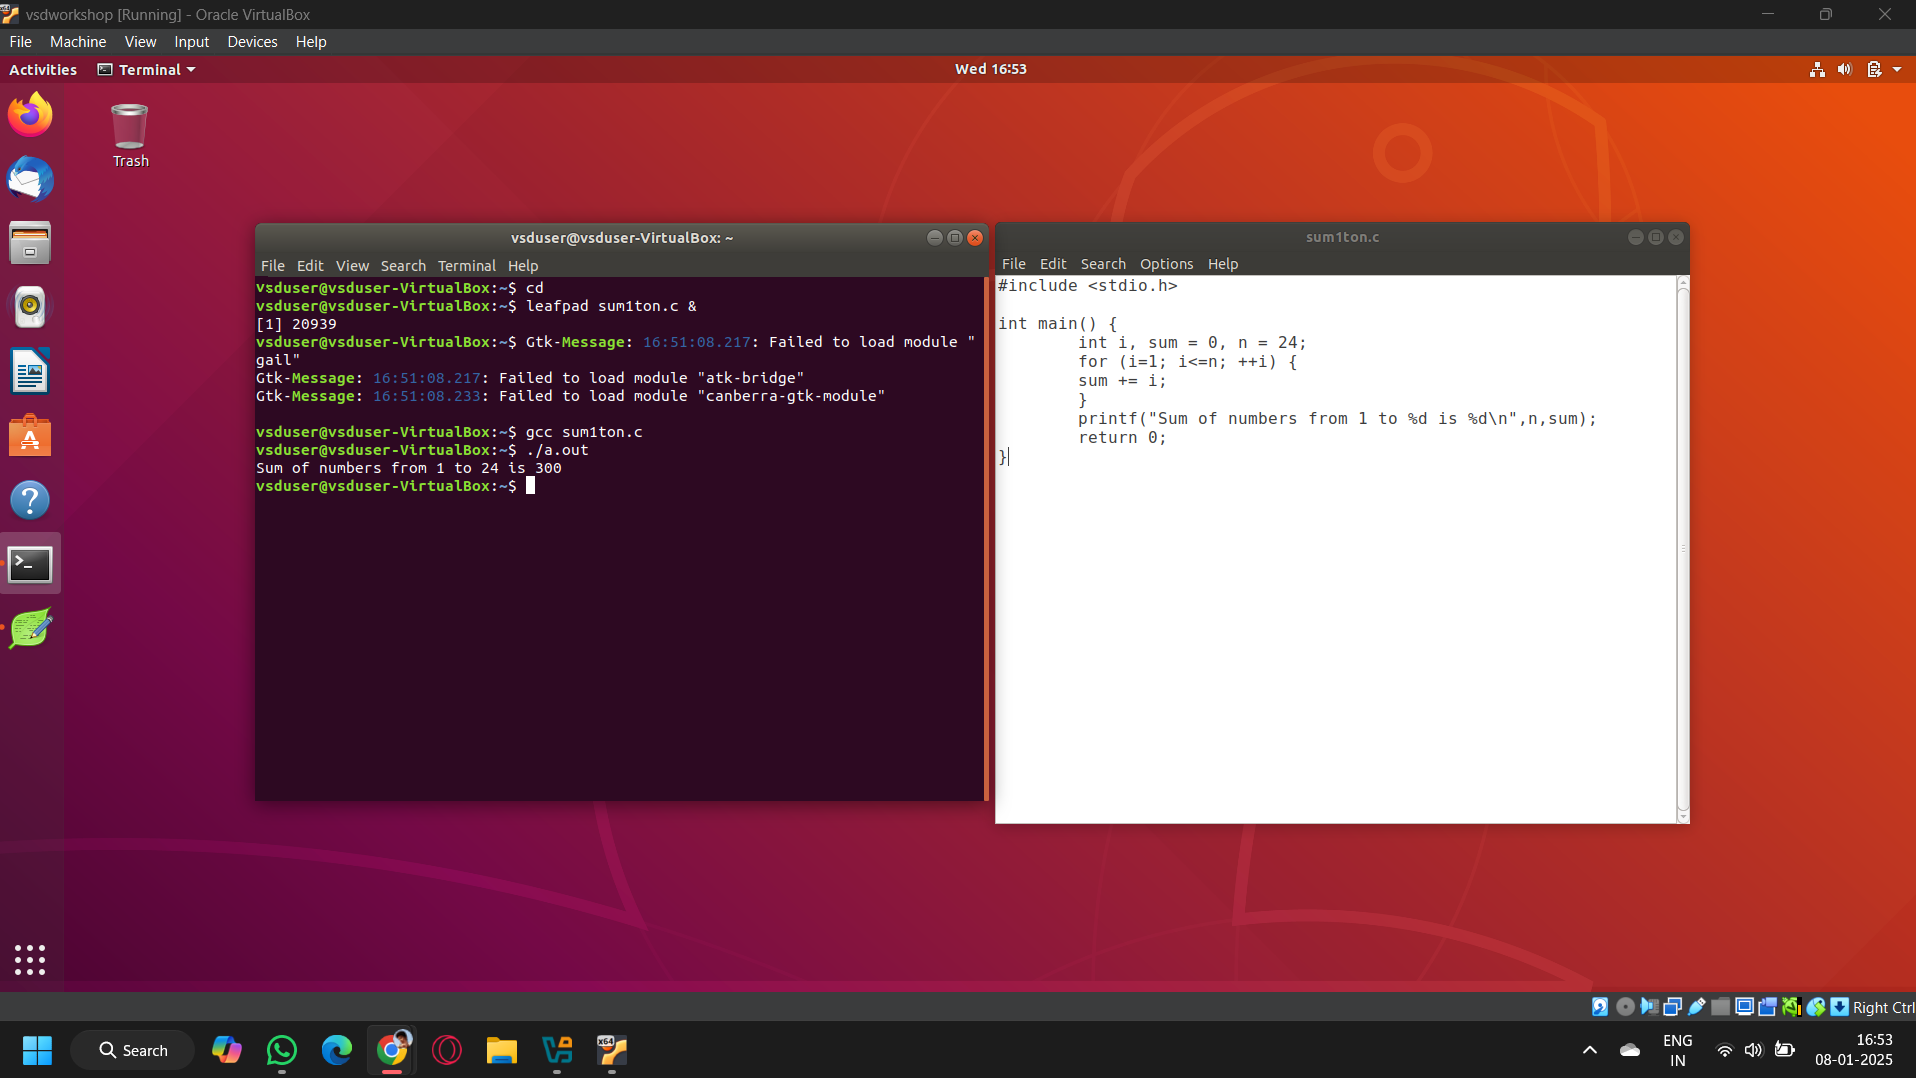 vsdworkshop [Running] - Oracle VirtualBox
File Machine View Input Devices Help
Activities Terminal Wed 16:53
Trash
vsduser@vsduser-VirtualBox: ~
File Edit View Search Terminal Help
vsduser@vsduser-VirtualBox:~$ cd
vsduser@vsduser-VirtualBox:~$ leafpad sum1ton.c &
[1] 20939
vsduser@vsduser-VirtualBox:~$ Gtk-Message: 16:51:08.217: Failed to load module "
gail"
Gtk-Message: 16:51:08.217: Failed to load module "atk-bridge"
Gtk-Message: 16:51:08.233: Failed to load module "canberra-gtk-module"
vsduser@vsduser-VirtualBox:~$ gcc sum1ton.c
vsduser@vsduser-VirtualBox:~$ ./a.out
Sum of numbers from 1 to 24 is 300
vsduser@vsduser-VirtualBox:~$
sum1ton.c
File Edit Search Options Help
#include <stdio.h>
int main() {
int i, sum = 0, n = 24;
for (i=1; i<=n; ++i) {
sum += i;
}
printf("Sum of numbers from 1 to %d is %d\n",n,sum);
return 0;
}
Right Ctrl
Search
x64
ENG
IN
16:53
08-01-2025